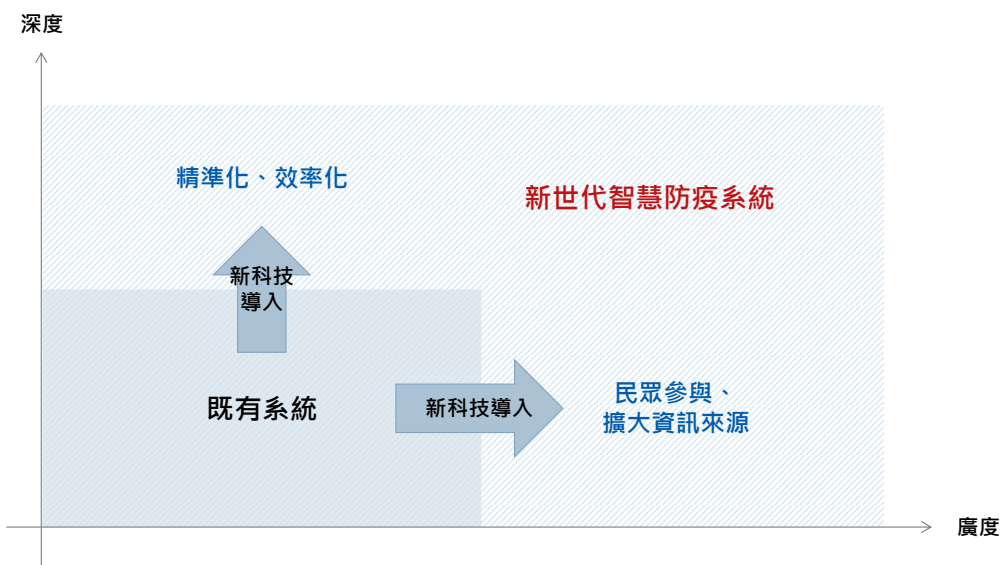 深度
精準化、效率化
新世代智慧防疫系統
新科技
導入
既有系統
新科技導入
民眾參與、
擴大資訊來源
廣度